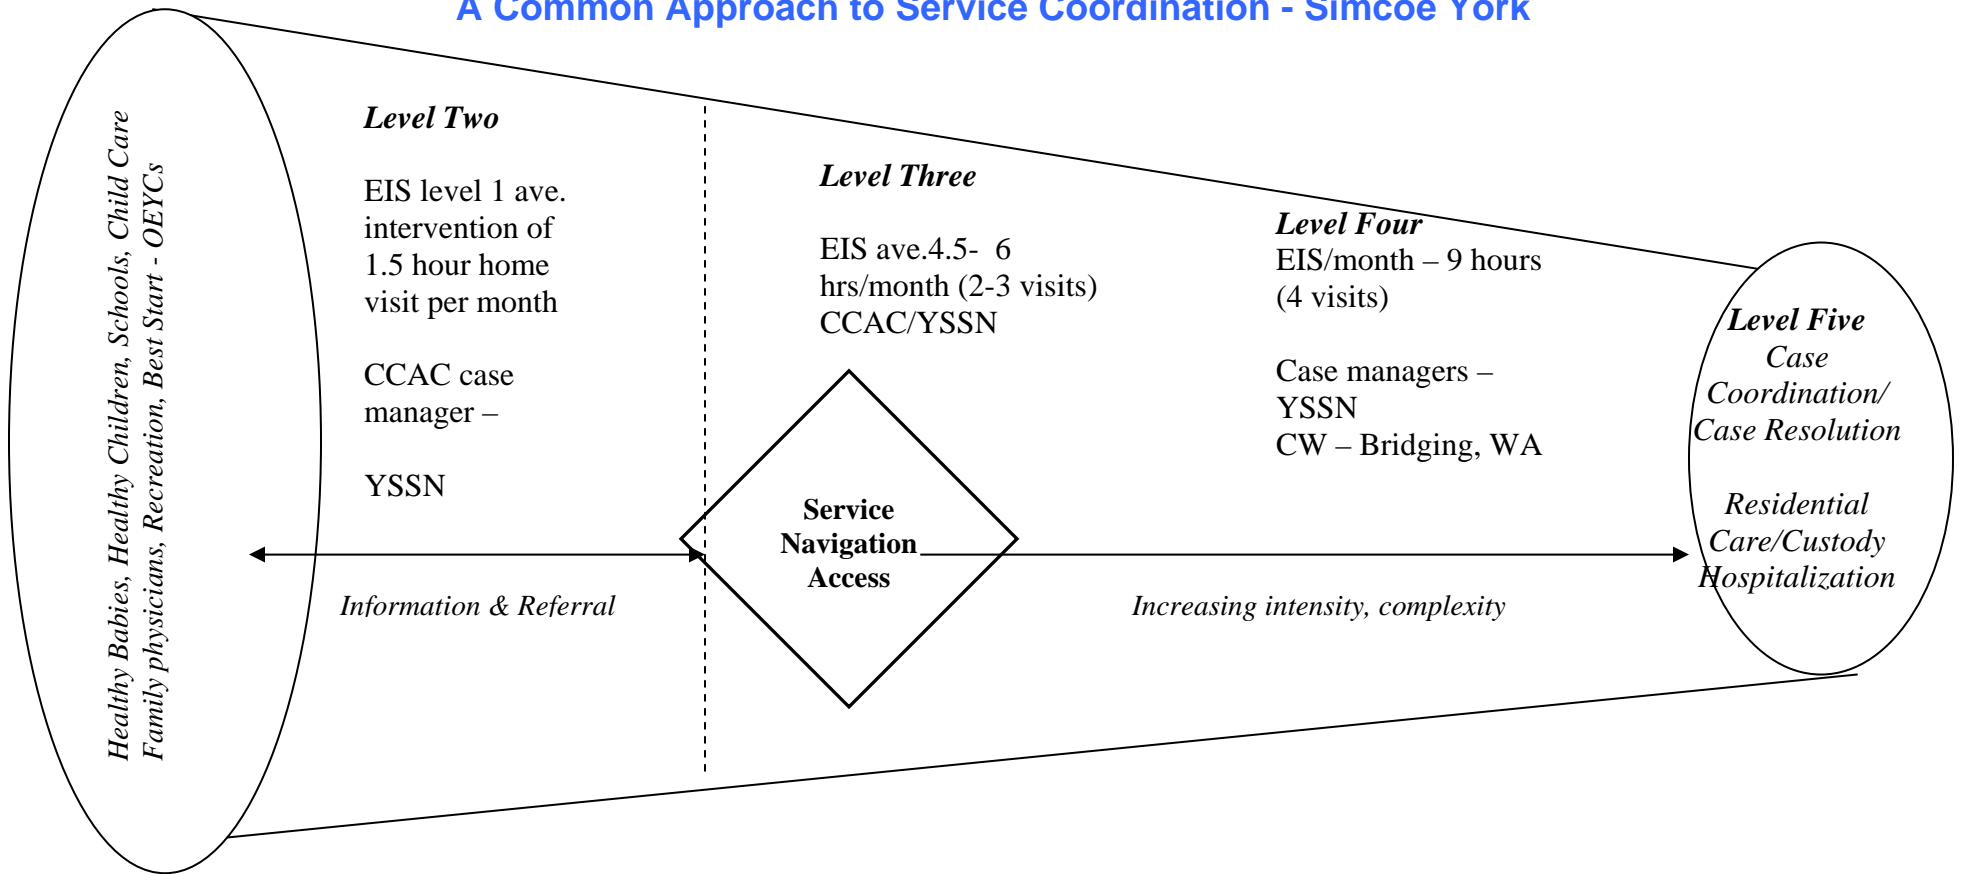 A Common Approach to Service Coordination - Simcoe York
Healthy Babies, Healthy Children, Schools, Child Care
Family physicians, Recreation, Best Start - OEYCs
Level Two
EIS level 1 ave.
intervention of
1.5 hour home
visit per month
CCAC case
manager –
YSSN
Level Three
EIS ave.4.5- 6
hrs/month (2-3 visits)
CCAC/YSSN
Level Four
EIS/month – 9 hours
(4 visits)
Case managers –
YSSN
CW – Bridging, WA
Level Five
Case
Coordination/
Case Resolution
Residential
Care/Custody
Hospitalization
Service
Navigation
Access
Information & Referral
Increasing intensity, complexity